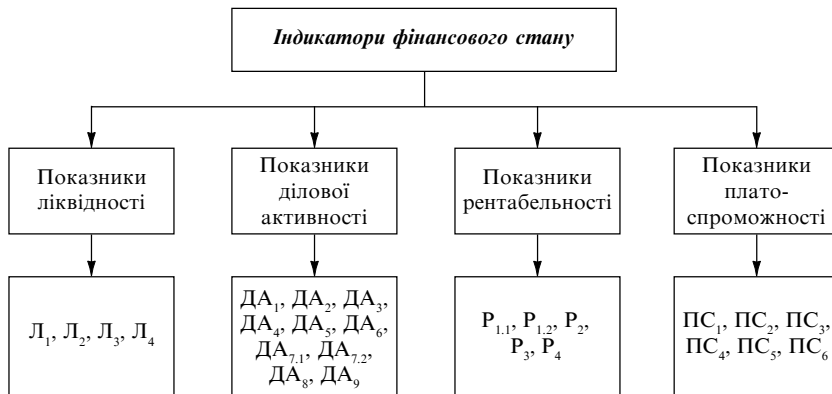 Індикатори фінансового стану
Показники
ліквідності
Показники
ділової
активності
Показники
рентабельності
Показники
плато-
спроможності
Л₁, Л₂, Л₃, Л₄
ДА₁, ДА₂, ДА₃,
ДА₄, ДА₅, ДА₆,
ДА₇.₁, ДА₇.₂,
ДА₈, ДА₉
Р₁.₁, Р₁.₂, Р₂,
Р₃, Р₄
ПС₁, ПС₂, ПС₃,
ПС₄, ПС₅, ПС₆